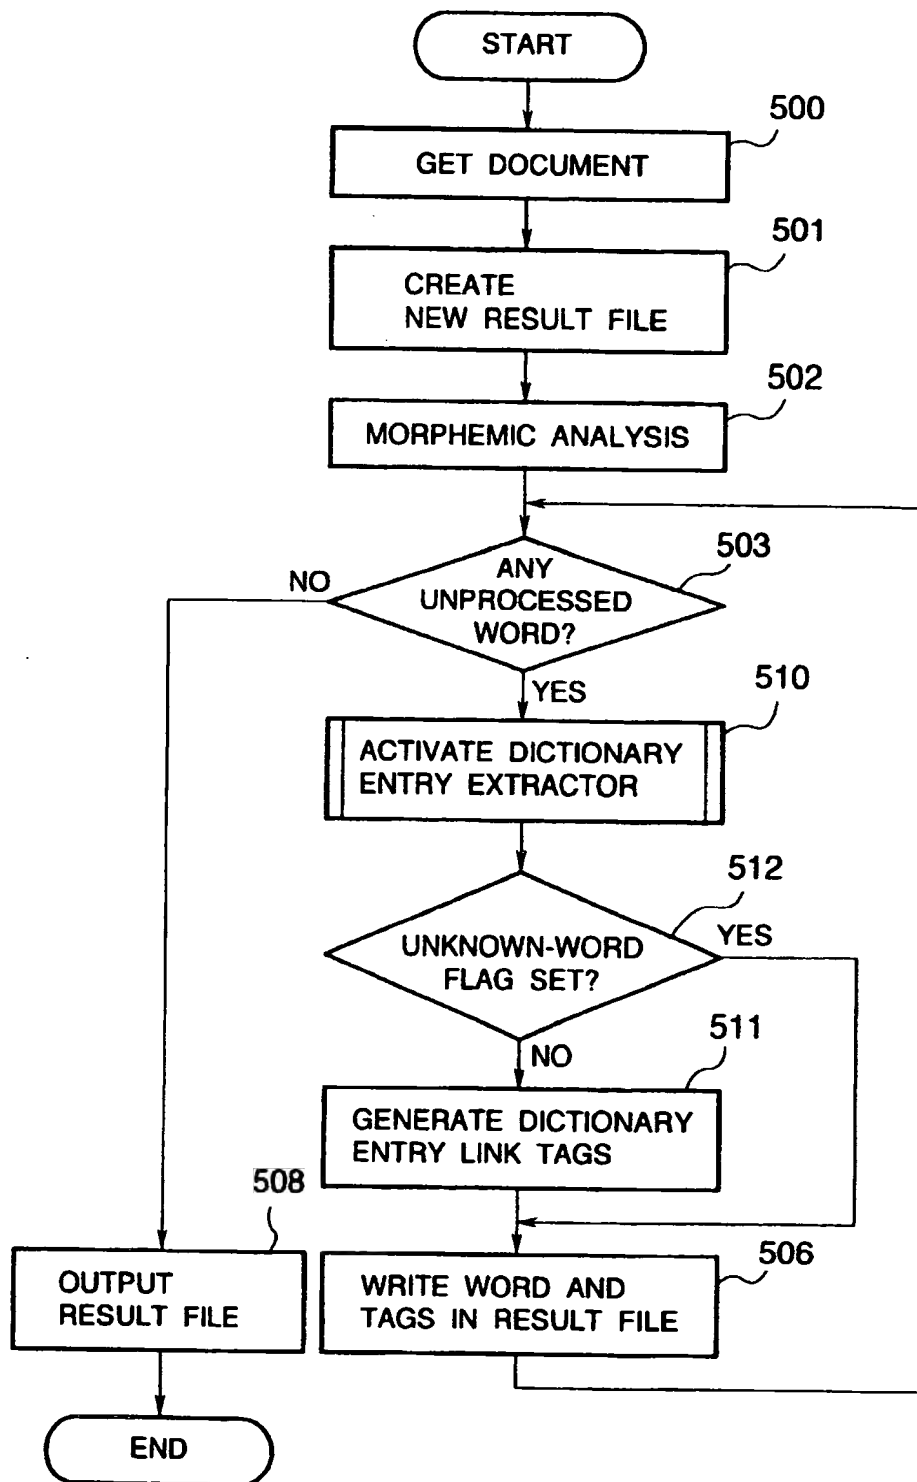 START
500
GET DOCUMENT
501
CREATE
NEW RESULT FILE
502
MORPHEMIC ANALYSIS
503
NO
ANY
UNPROCESSED
WORD?
YES
510
ACTIVATE DICTIONARY
ENTRY EXTRACTOR
512
UNKNOWN-WORD
FLAG SET?
YES
NO
511
GENERATE DICTIONARY
ENTRY LINK TAGS
508
OUTPUT
RESULT FILE
506
WRITE WORD AND
TAGS IN RESULT FILE
END